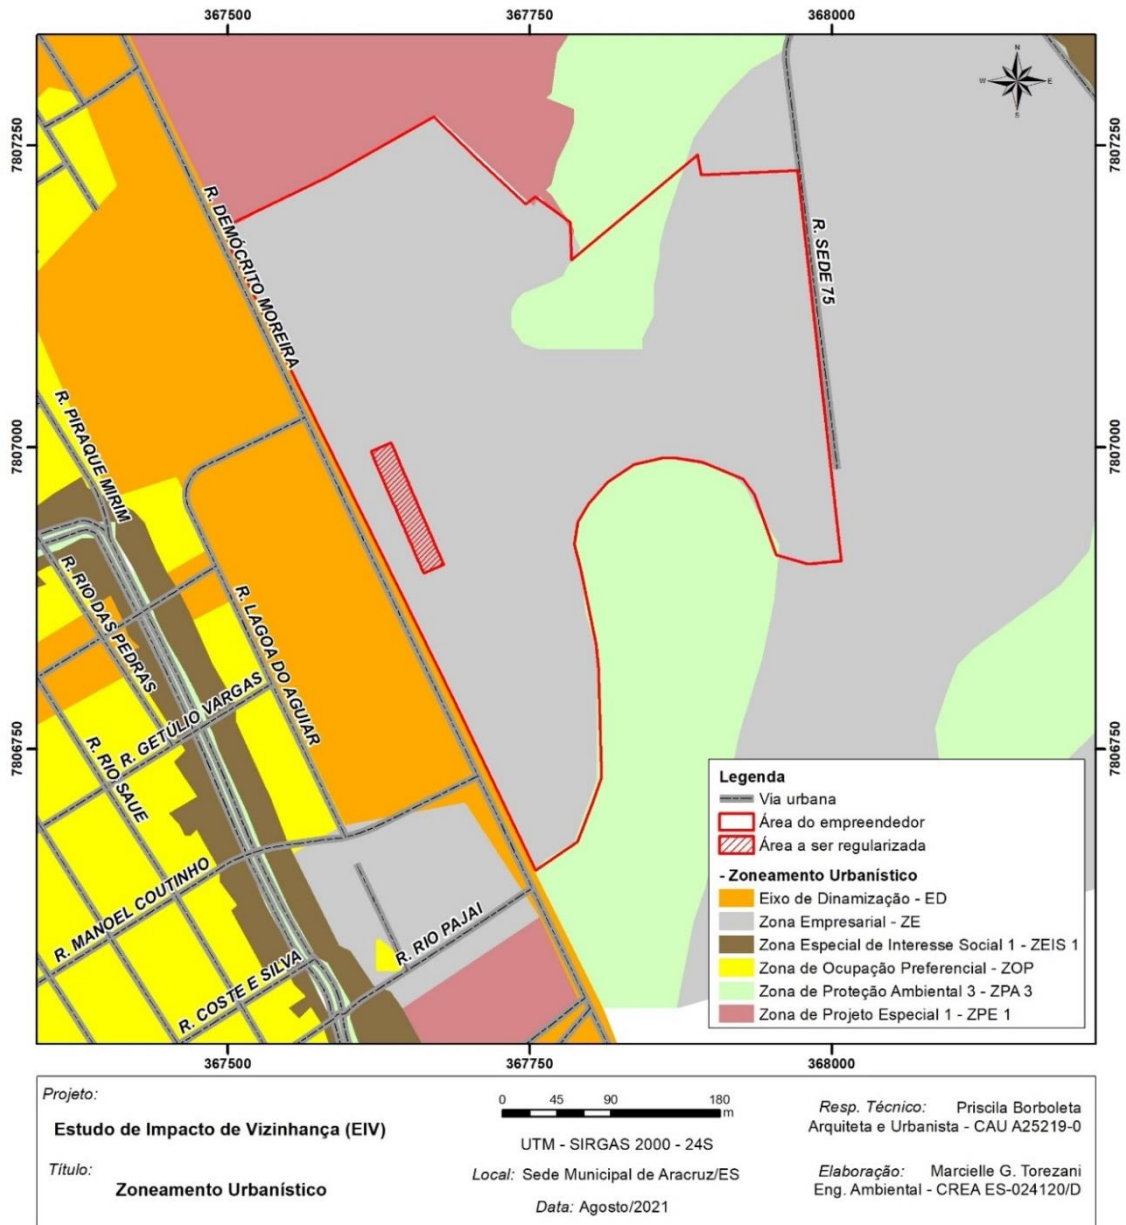 367500 367750 368000
N
W E
S
7807250 7807250
R. DEMÓCRITO MOREIRA
R. SEDE 75
R. PIRAQUE MIRIM
7807000 7807000
R. RIO DAS PEDRAS
R. LAGOA DO AGUIAR
R. GETÚLIO VARGAS
R. RIO SAUE
7806750 7806750
R. MANOEL COUTINHO
R. RIO PAJAI
R. COSTE E SILVA
Legenda
Via urbana
Área do empreendedor
Área a ser regularizada
- Zoneamento Urbanístico
Eixo de Dinamização - ED
Zona Empresarial - ZE
Zona Especial de Interesse Social 1 - ZEIS 1
Zona de Ocupação Preferencial - ZOP
Zona de Proteção Ambiental 3 - ZPA 3
Zona de Projeto Especial 1 - ZPE 1
367500 367750 368000
Projeto:
Estudo de Impacto de Vizinhança (EIV)
Título:
Zoneamento Urbanístico
0 45 90 180
m
UTM - SIRGAS 2000 - 24S
Local: Sede Municipal de Aracruz/ES
Data: Agosto/2021
Resp. Técnico: Priscila Borboleta
Arquiteta e Urbanista - CAU A25219-0
Elaboração: Marcielle G. Torezani
Eng. Ambiental - CREA ES-024120/D